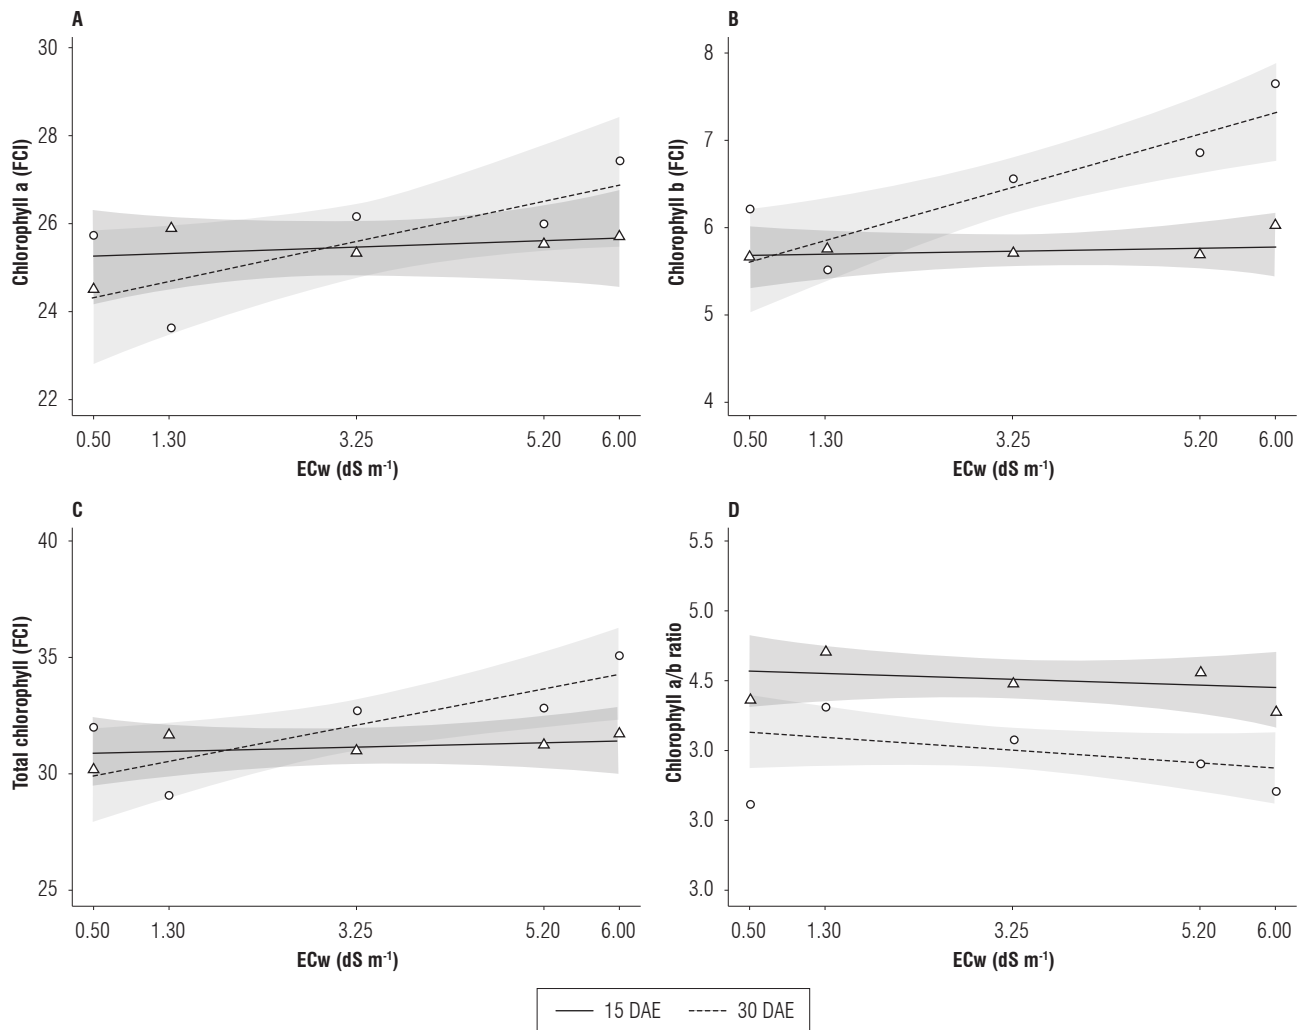 A
30
28
26
24
22
Chlorophyll a (FCI)
0.50 1.30 3.25 5.20 6.00
ECw (dS m-1)
B
8
7
6
5
4
Chlorophyll b (FCI)
0.50 1.30 3.25 5.20 6.00
ECw (dS m-1)
C
40
35
30
25
Total chlorophyll (FCI)
0.50 1.30 3.25 5.20 6.00
ECw (dS m-1)
D
5.5
5.0
4.5
3.0
3.0
3.0
Chlorophyll a/b ratio
0.50 1.30 3.25 5.20 6.00
ECw (dS m-1)
15 DAE 30 DAE